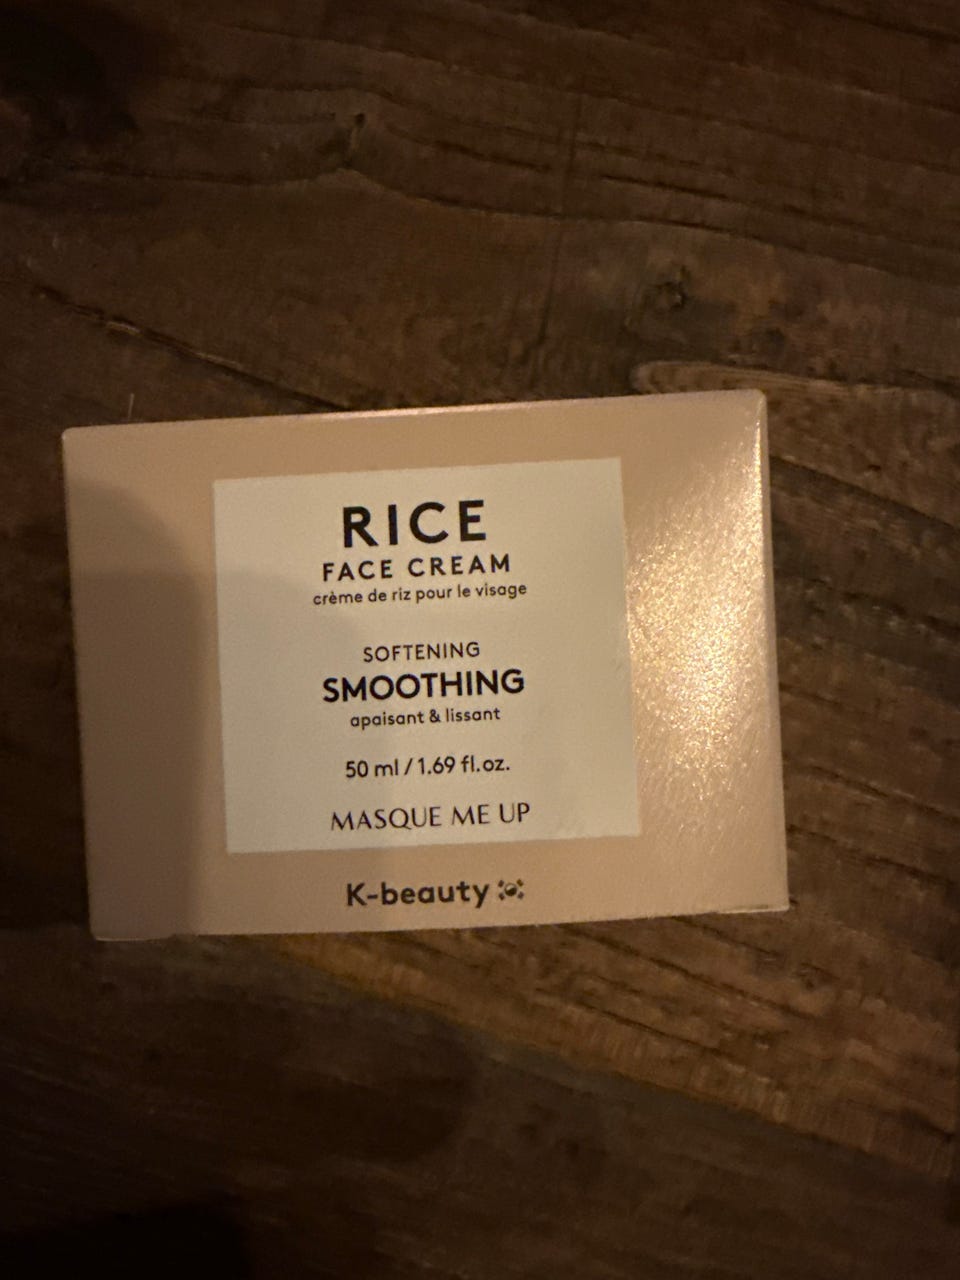 RICE
FACE CREAM
crème de riz pour le visage
SOFTENING
SMOOTHING
apaisant & lissant
50 ml / 1.69 fl.oz.
MASQUE ME UP
K-beauty